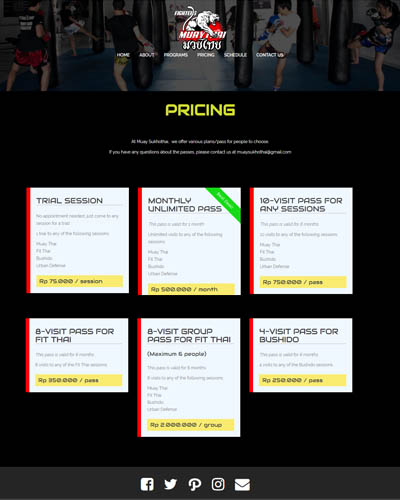 FIGHTER
MUAY THAI
มวยไทย
HOME ABOUT PROGRAMS PRICING SCHEDULE CONTACT US
PRICING
At Muay Sukhothai, we offer various plans/pass for people to choose.
If you have any questions about the passes, please contact us at muaysukhothai@gmail.com
TRIAL SESSION
No appointment needed, just come to any
session for a trial
1 trial to any of the following sessions:
Muay Thai
Fit Thai
Bushido
Urban Defense
Rp 75.000 / session
MONTHLY
UNLIMITED PASS
This pass is valid for 1 month
Unlimited visits to any of the following
sessions:
Muay Thai
Fit Thai
Bushido
Urban Defense
Rp 500.000 / month
10-VISIT PASS FOR
ANY SESSIONS
This pass is valid for 6 months
10 visits to any of the following sessions:
Muay Thai
Fit Thai
Bushido
Urban Defense
Rp 750.000 / pass
8-VISIT PASS FOR
FIT THAI
This pass is valid for 4 months
8 visits to any of the Fit Thai sessions
Rp 350.000 / pass
8-VISIT GROUP
PASS FOR FIT THAI
(Maximum 6 people)
This pass is valid for 6 months
8 visits to any of the following sessions:
Muay Thai
Fit Thai
Bushido
Urban Defense
Rp 2.000.000 / group
4-VISIT PASS FOR
BUSHIDO
This pass is valid for 4 months
4 visits to any of the Bushido sessions
Rp 250.000 / pass